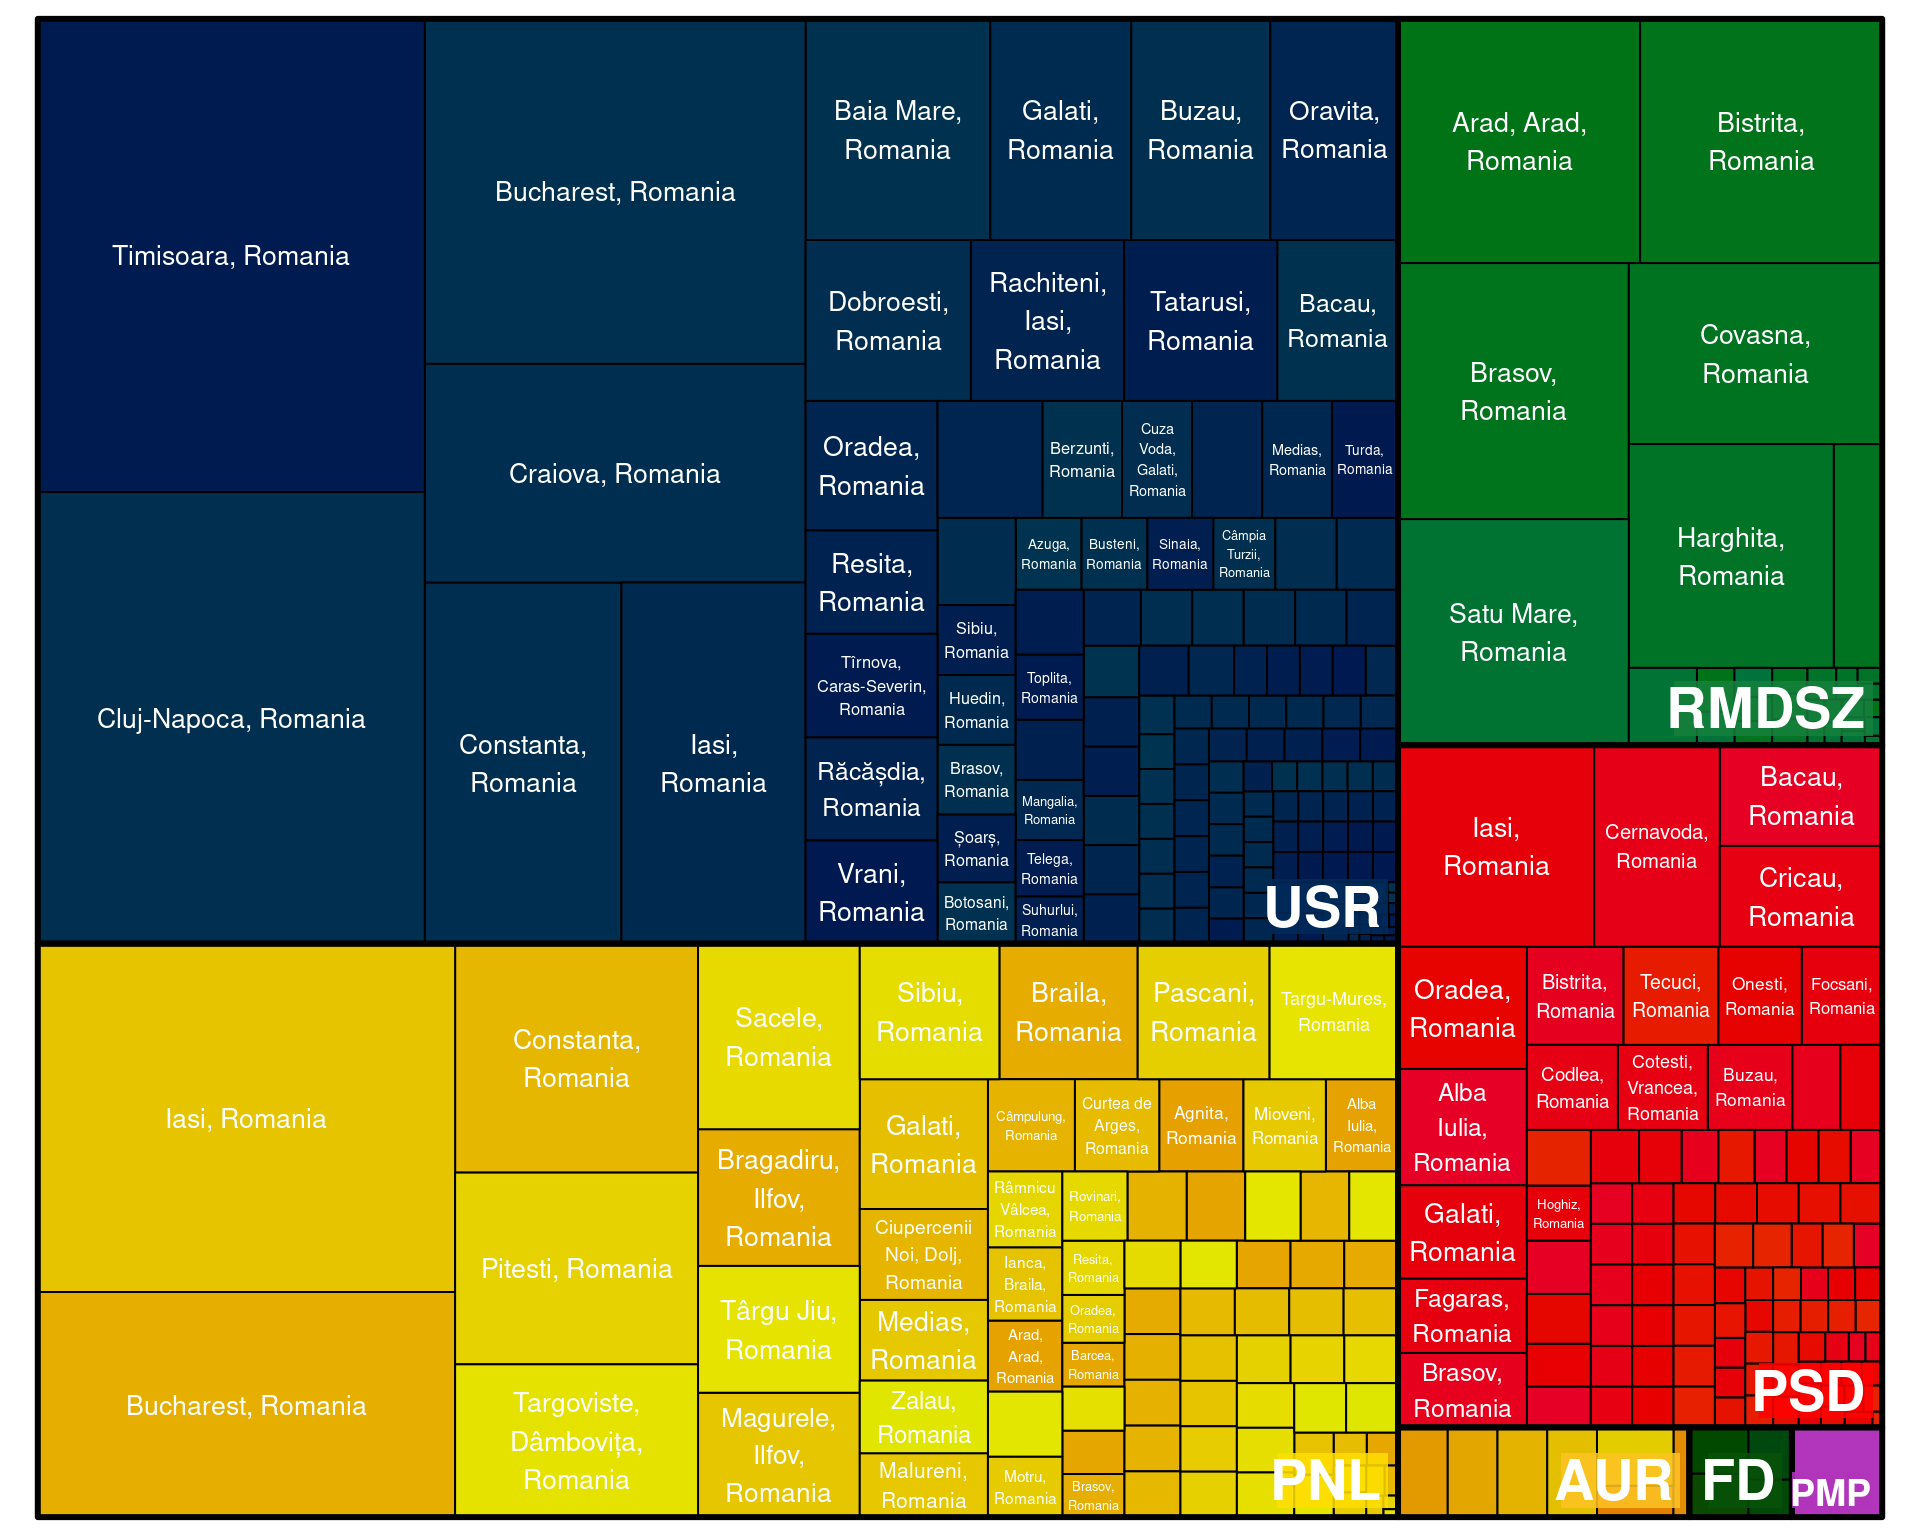 Timisoara, Romania
Cluj-Napoca, Romania
Bucharest, Romania
Craiova, Romania
Constanta,
Romania
Iasi,
Romania
Baia Mare,
Romania
Galati,
Romania
Buzau,
Romania
Oravita,
Romania
Dobroesti,
Romania
Rachiteni,
Iasi,
Romania
Tatarusi,
Romania
Bacau,
Romania
Oradea,
Romania
Resita,
Romania
Tîrnova,
Caras-Severin,
Romania
Răcășdia,
Romania
Vrani,
Romania
Berzunti,
Romania
Cuza
Voda,
Galati,
Romania
Medias,
Romania
Turda,
Romania
Azuga,
Romania
Busteni,
Romania
Sinaia,
Romania
Câmpia
Turzii,
Romania
Sibiu,
Romania
Huedin,
Romania
Brasov,
Romania
Șoarș,
Romania
Botosani,
Romania
Toplita,
Romania
Mangalia,
Romania
Telega,
Romania
Suhurlui,
Romania
USR
Arad, Arad,
Romania
Bistrita,
Romania
Brasov,
Romania
Covasna,
Romania
Satu Mare,
Romania
Harghita,
Romania
RMDSZ
Iasi, Romania
Bucharest, Romania
Constanta,
Romania
Pitesti, Romania
Targoviste,
Dâmbovița,
Romania
Sacele,
Romania
Bragadiru,
Ilfov,
Romania
Târgu Jiu,
Romania
Magurele,
Ilfov,
Romania
Sibiu,
Romania
Braila,
Romania
Pascani,
Romania
Targu-Mures,
Romania
Galati,
Romania
Ciupercenii
Noi, Dolj,
Romania
Medias,
Romania
Zalau,
Romania
Malureni,
Romania
Câmpulung,
Romania
Curtea de
Arges,
Romania
Agnita,
Romania
Mioveni,
Romania
Alba
Iulia,
Romania
Râmnicu
Vâlcea,
Romania
Ianca,
Braila,
Romania
Arad,
Arad,
Romania
Motru,
Romania
Rovinari,
Romania
Resita,
Romania
Oradea,
Romania
Barcea,
Romania
Brasov,
Romania
PNL
Iasi,
Romania
Cernavoda,
Romania
Bacau,
Romania
Cricau,
Romania
Oradea,
Romania
Alba
Iulia,
Romania
Galati,
Romania
Fagaras,
Romania
Brasov,
Romania
Bistrita,
Romania
Tecuci,
Romania
Onesti,
Romania
Focsani,
Romania
Codlea,
Romania
Cotesti,
Vrancea,
Romania
Buzau,
Romania
Hoghiz,
Romania
PSD
AUR
FD
PMP